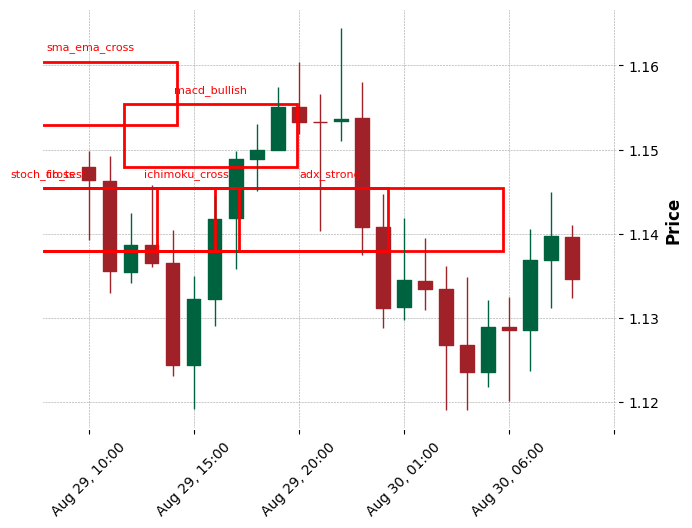 sma_ema_cross
macd_bullish
stoch_cross
fib_test
ichimoku_cross
adx_strong
1.16
1.15
1.14
1.13
1.12
Price
Aug 29, 10:00
Aug 29, 15:00
Aug 29, 20:00
Aug 30, 01:00
Aug 30, 06:00